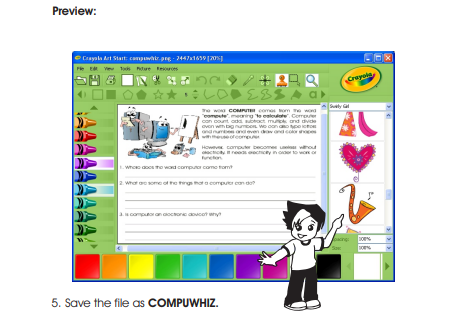 Preview:
Crayola Art Start: compuwhiz.png - 2447x1659 [20%]
File Edit View Tools Picture Resources
Crayola
Swirly Girl
The word COMPUTER comes from the word
"compute", meaning "to calculate". Computer
can count, add, subtract, multiple, and divide
even with big numbers. We can also type letters
and numbers and even draw and color shapes
with the use of computer.
However, computer becomes useless without
electricity. It needs electricity in order to work or
function.
1. Where does the word computer come from?
2. What are some of the things that a computer can do?
3. Is computer an electronic device? Why?
100%
Size: 100%
5. Save the file as COMPUWHIZ.